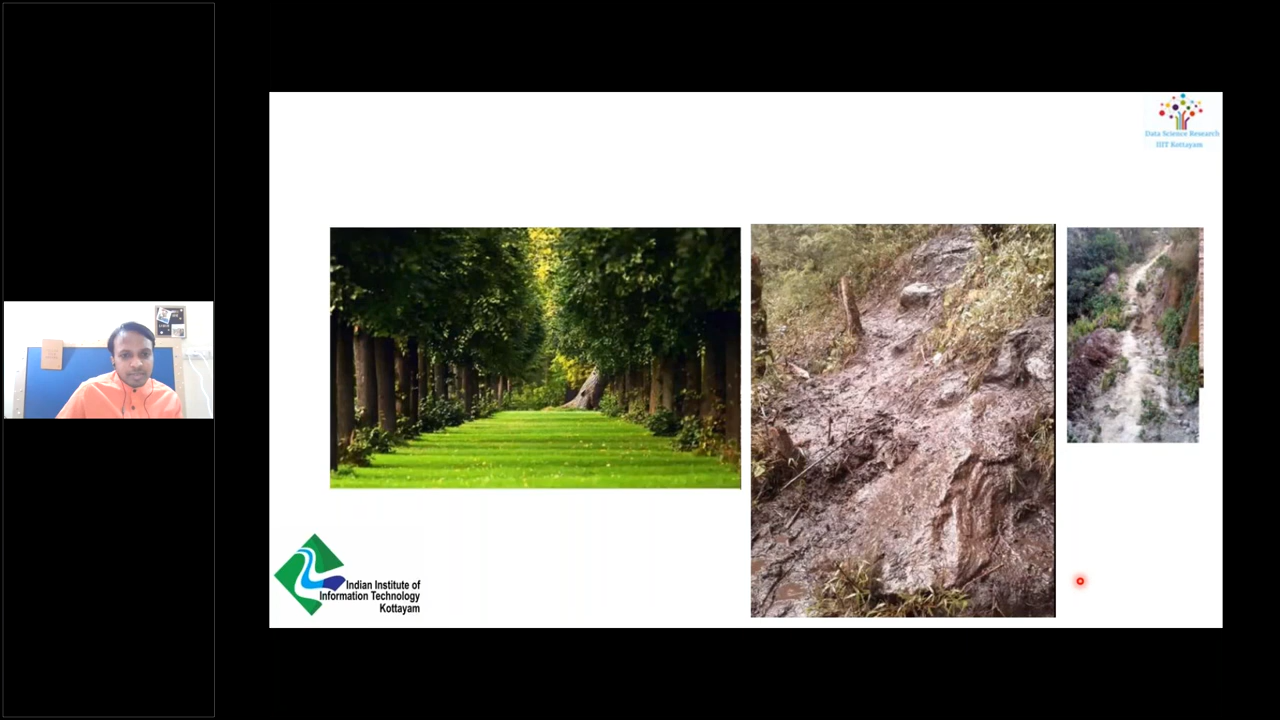 Data Science Research
IIIT Kottayam
Indian Institute of
Information Technology
Kottayam